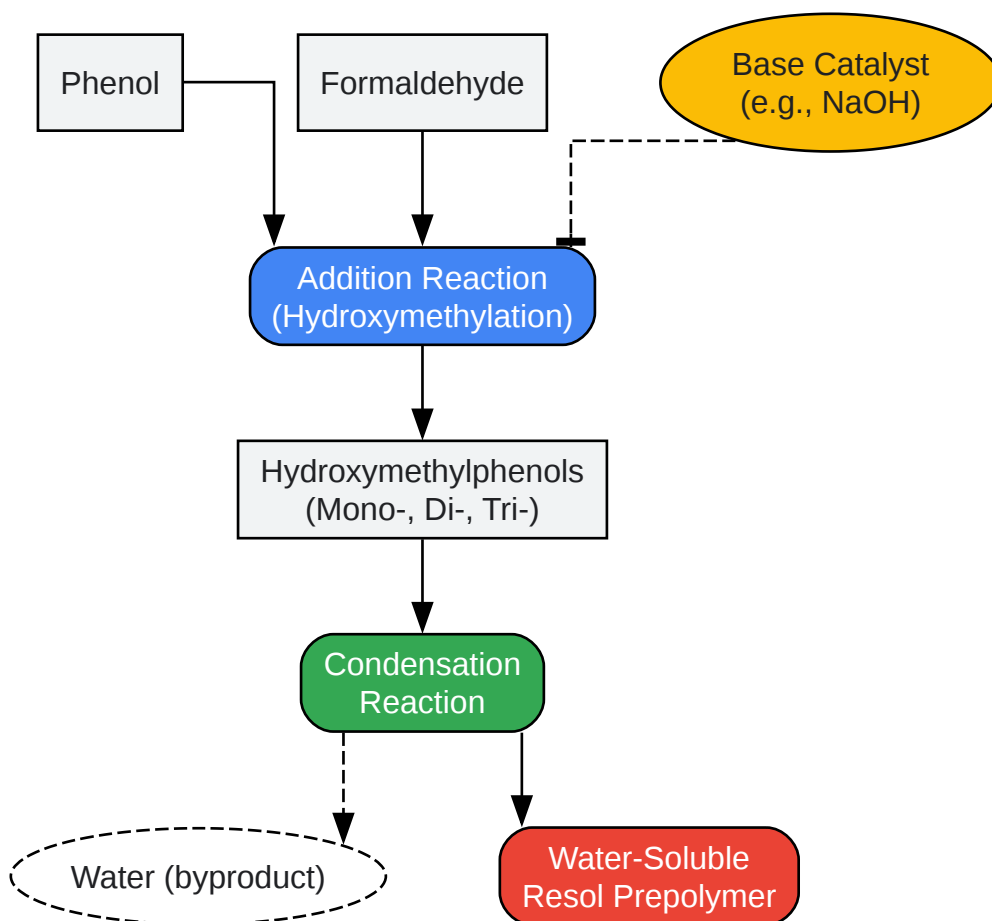 Phenol
Formaldehyde
Base Catalyst
(e.g., NaOH)
Addition Reaction
(Hydroxymethylation)
Hydroxymethylphenols
(Mono-, Di-, Tri-)
Condensation
Reaction
Water (byproduct)
Water-Soluble
Resol Prepolymer